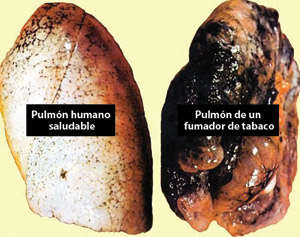 Pulmón humano
saludable
Pulmón de un
fumador de tabaco